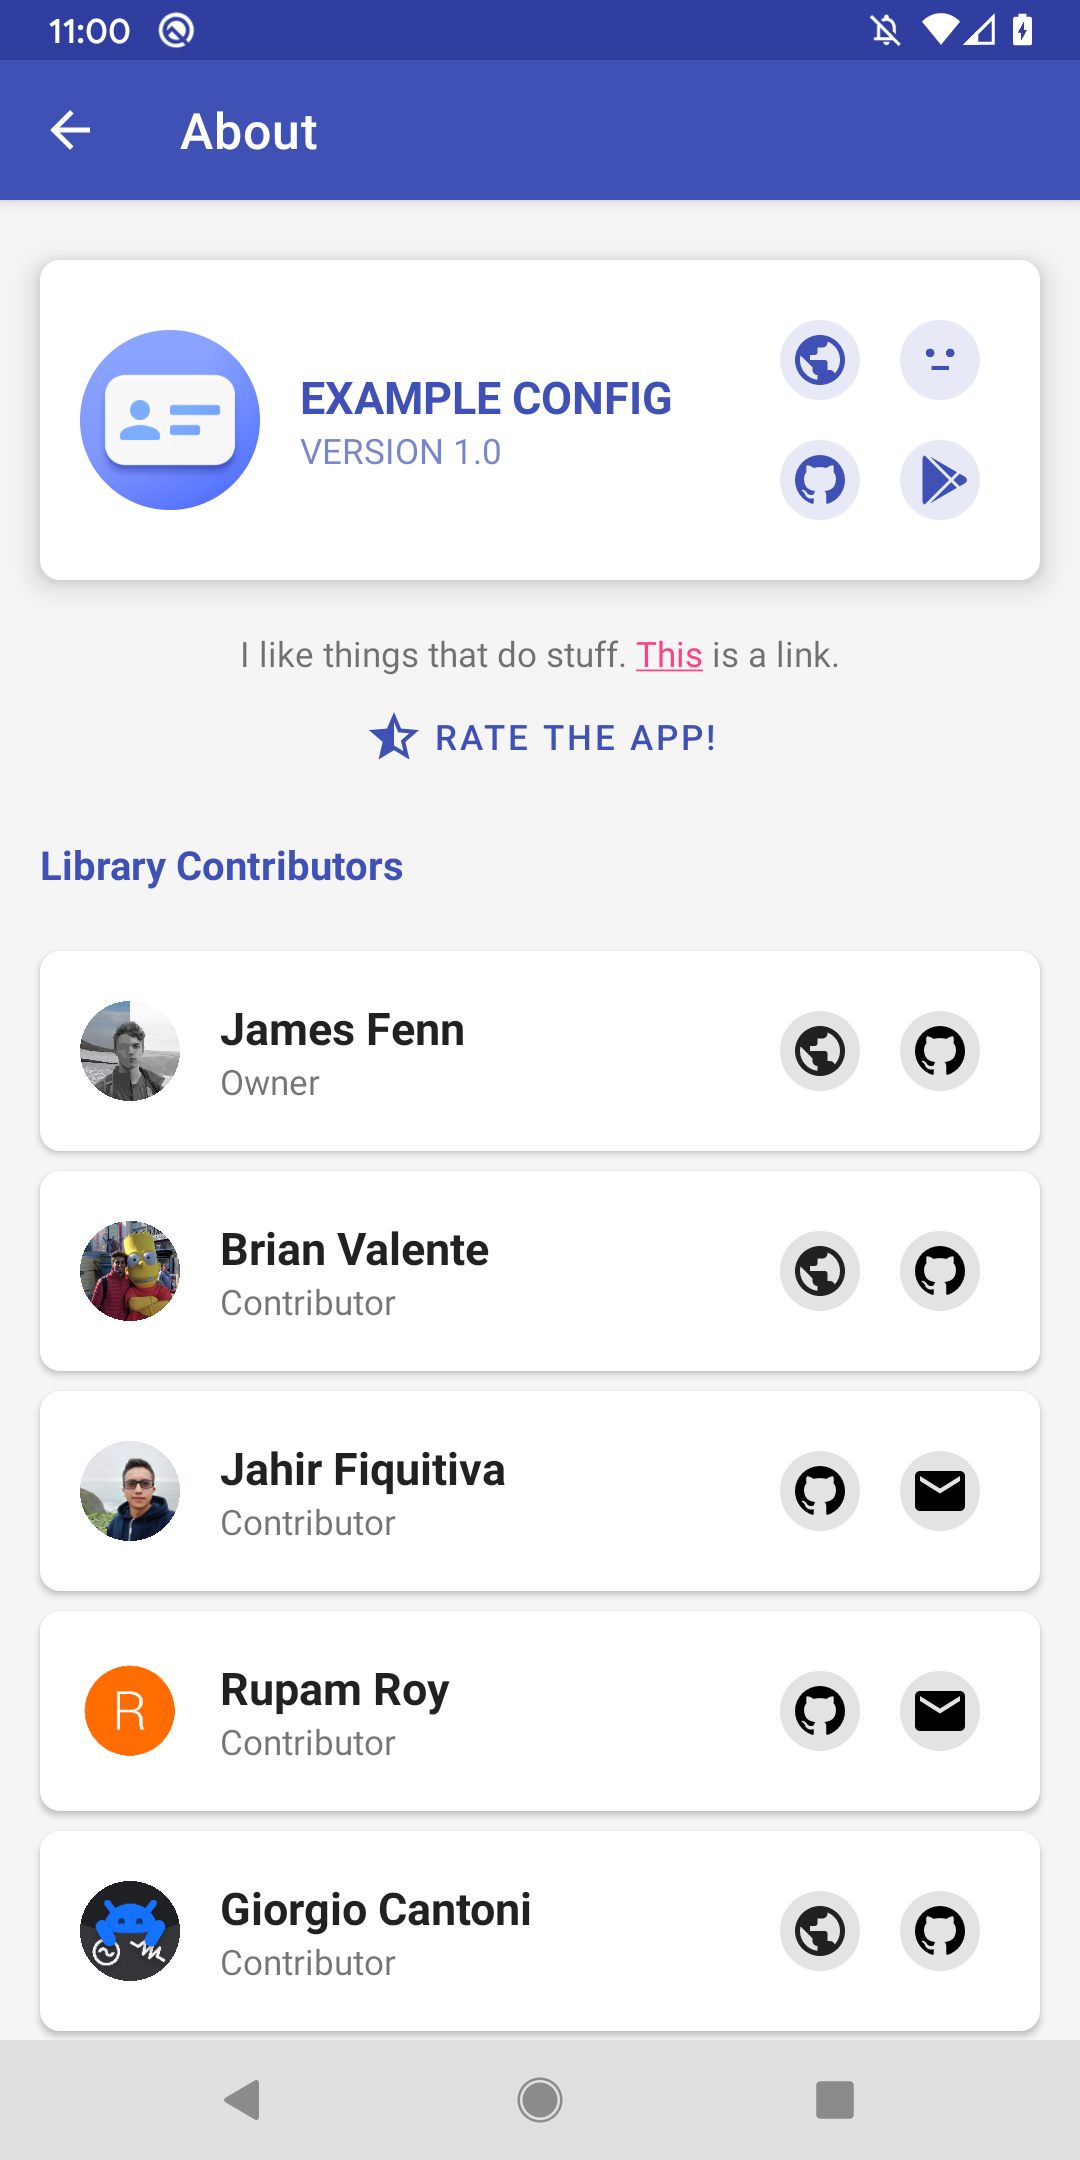 11:00
About
EXAMPLE CONFIG
VERSION 1.0
I like things that do stuff. This is a link.
RATE THE APP!
Library Contributors
James Fenn
Owner
Brian Valente
Contributor
Jahir Fiquitiva
Contributor
R
Rupam Roy
Contributor
Giorgio Cantoni
Contributor